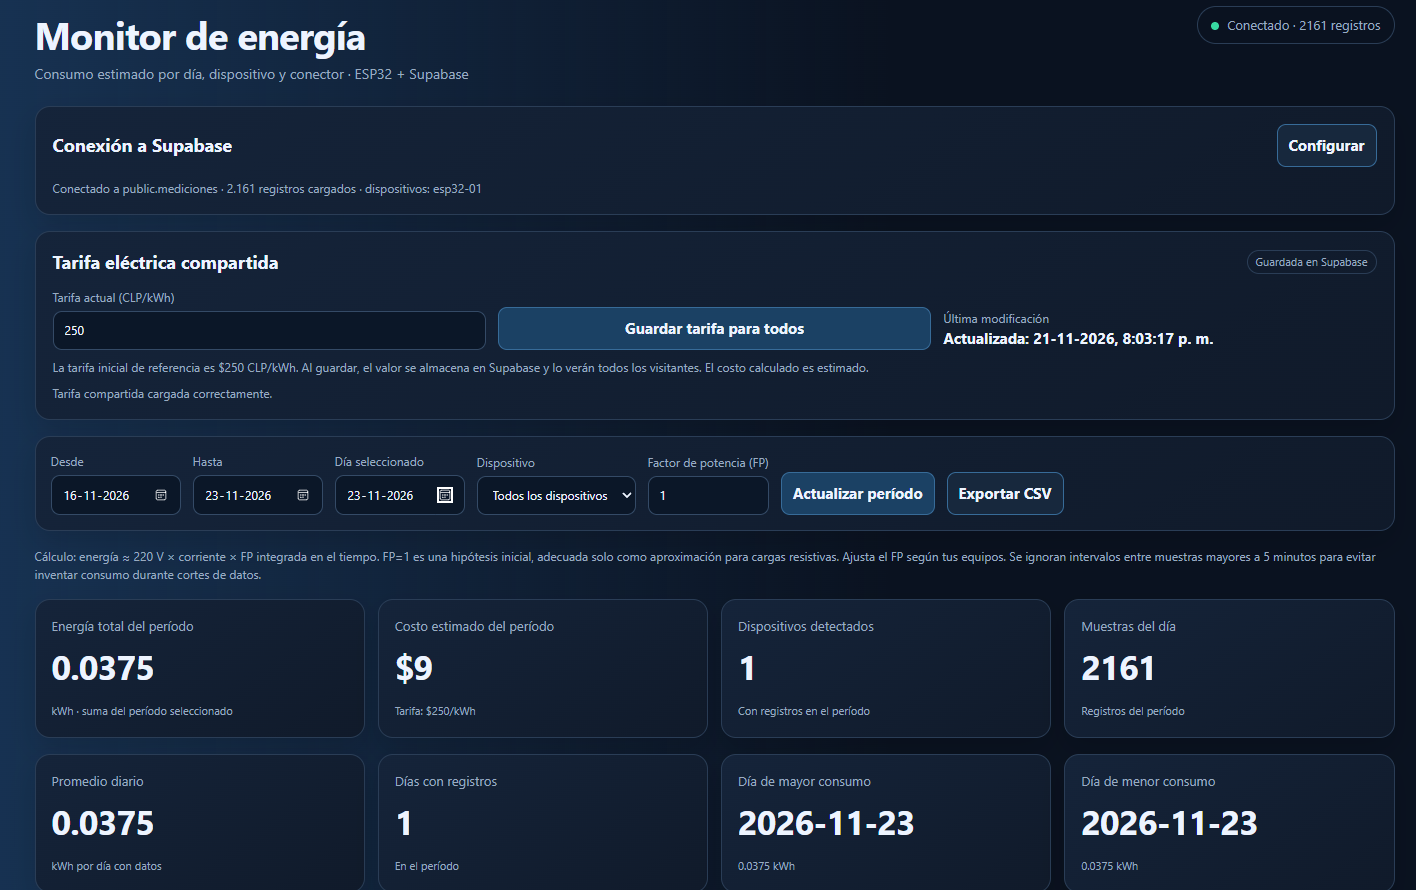 Monitor de energía
Conectado · 2161 registros
Consumo estimado por día, dispositivo y conector · ESP32 + Supabase
Conexión a Supabase
Configurar
Conectado a public.mediciones · 2.161 registros cargados · dispositivos: esp32-01
Tarifa eléctrica compartida
Guardada en Supabase
Tarifa actual (CLP/kWh)
250
Guardar tarifa para todos
Última modificación
Actualizada: 21-11-2026, 8:03:17 p. m.
La tarifa inicial de referencia es $250 CLP/kWh. Al guardar, el valor se almacena en Supabase y lo verán todos los visitantes. El costo calculado es estimado.
Tarifa compartida cargada correctamente.
Desde
Hasta
Día seleccionado
Dispositivo
Factor de potencia (FP)
16-11-2026
23-11-2026
23-11-2026
Todos los dispositivos
1
Actualizar período
Exportar CSV
Cálculo: energía ≈ 220 V × corriente × FP integrada en el tiempo. FP=1 es una hipótesis inicial, adecuada solo como aproximación para cargas resistivas. Ajusta el FP según tus equipos. Se ignoran intervalos entre muestras mayores a 5 minutos para evitar
inventar consumo durante cortes de datos.
Energía total del período
0.0375
kWh · suma del período seleccionado
Costo estimado del período
$9
Tarifa: $250/kWh
Dispositivos detectados
1
Con registros en el período
Muestras del día
2161
Registros del período
Promedio diario
0.0375
kWh por día con datos
Días con registros
1
En el período
Día de mayor consumo
2026-11-23
0.0375 kWh
Día de menor consumo
2026-11-23
0.0375 kWh